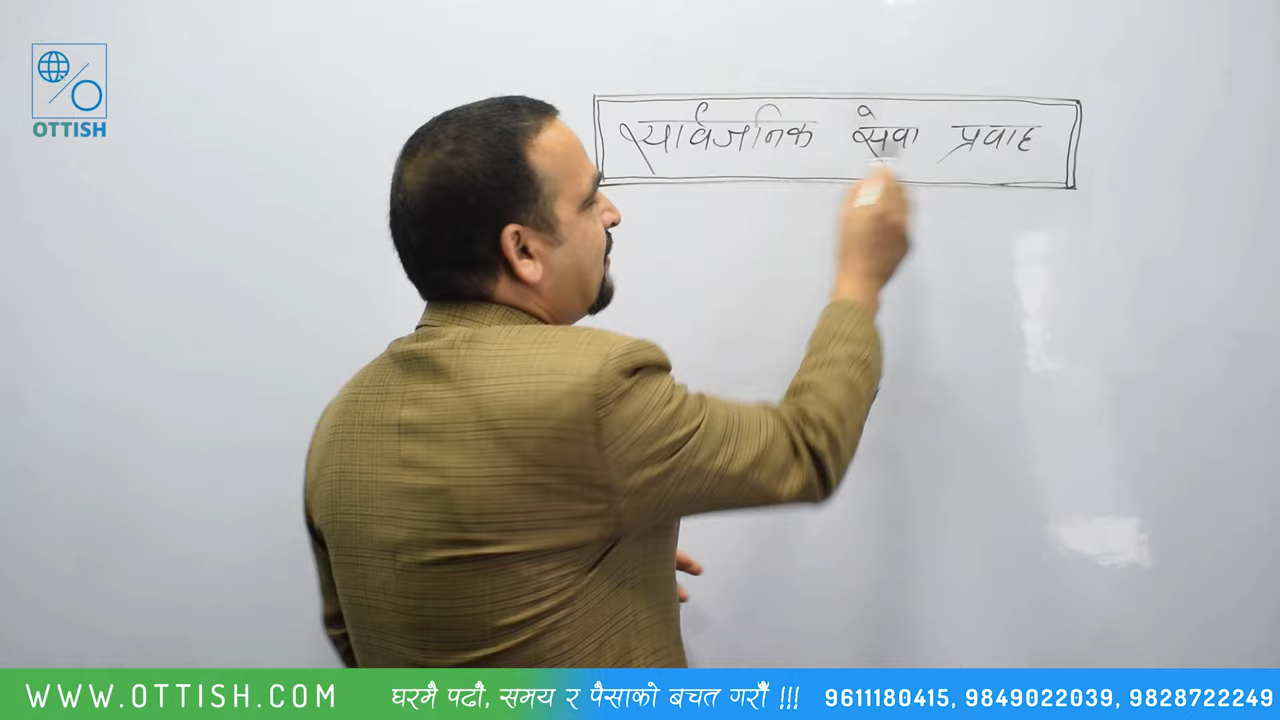 OTTISH
सार्वजनिक सेवा प्रवाह
WWW.OTTISH.COM
घरमै पढौं, समय र पैसाको बचत गरौं !!!
9611180415, 9849022039, 9828722249